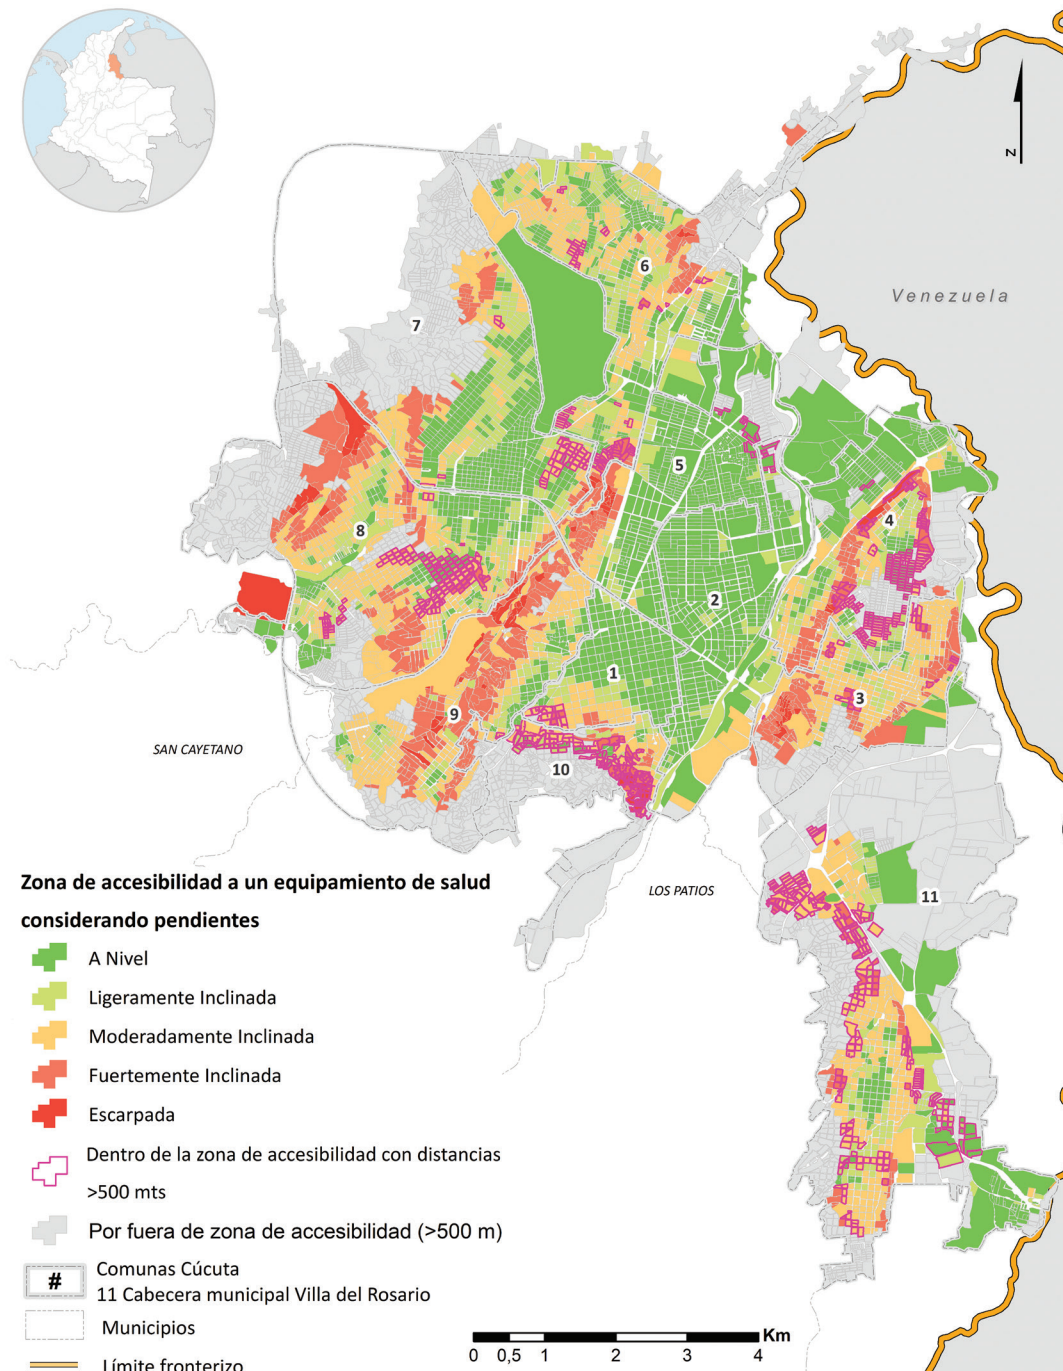 N
Venezuela
6
7
5
4
8
2
1
3
9
SAN CAYETANO
10
LOS PATIOS
11
Zona de accesibilidad a un equipamiento de salud
considerando pendientes
A Nivel
Ligeramente Inclinada
Moderadamente Inclinada
Fuertemente Inclinada
Escarpada
Dentro de la zona de accesibilidad con distancias
>500 mts
Por fuera de zona de accesibilidad (>500 m)
#
Comunas Cúcuta
11 Cabecera municipal Villa del Rosario
Municipios
Límite fronterizo
Km
0 0,5 1 2 3 4